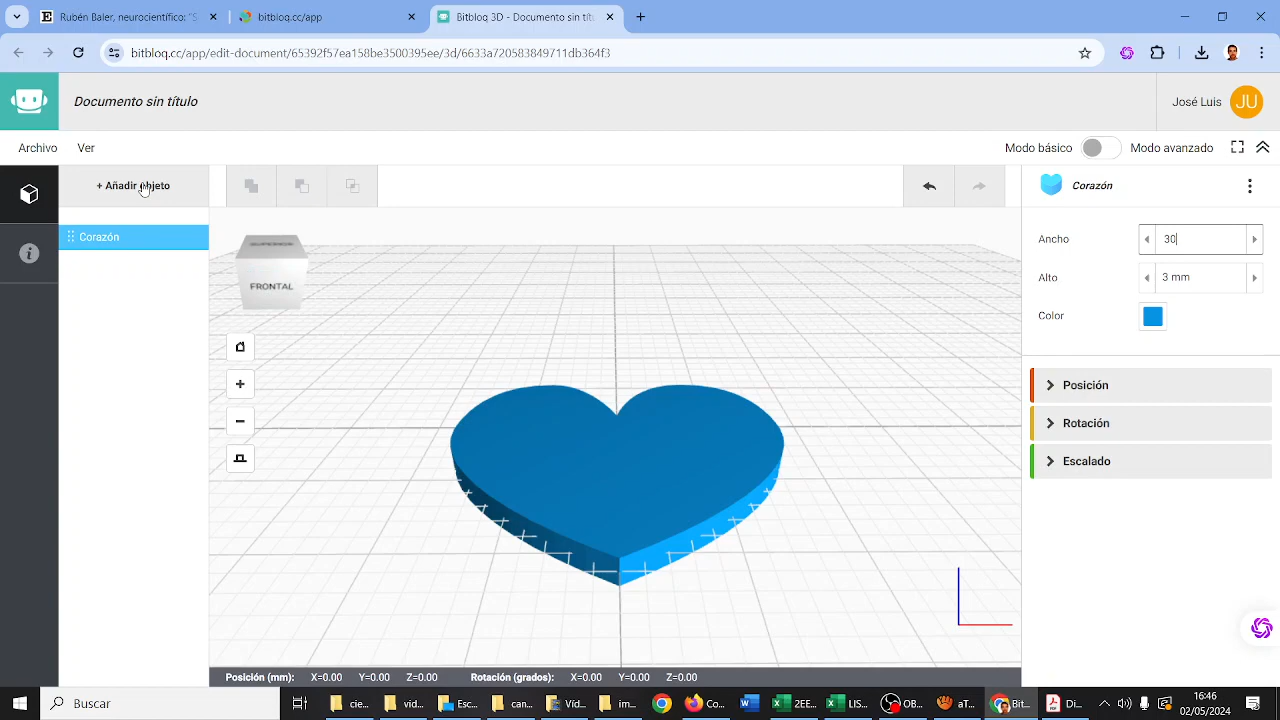 Rubén Baler, neurocientífico: "S
bitbloq.cc/app
Bitbloq 3D - Documento sin títu
bitbloq.cc/app/edit-document/65392f57ea158be3500395ee/3d/6633a720583849711db364f3
Documento sin título
José Luis JU
Archivo Ver
Modo básico Modo avanzado
+ Añadir objeto
Corazón
Corazón
SUPERIOR
FRONTAL
Ancho 30
Alto 3 mm
Color
Posición
Rotación
Escalado
Posición (mm): X=0.00 Y=0.00 Z=0.00 Rotación (grados): X=0.00 Y=0.00 Z=0.00
Buscar
Ge... Vid... Esc... can... Víd... im... Co... 2EE... LIS... OB... aT... Bit... Di...
16:46
02/05/2024